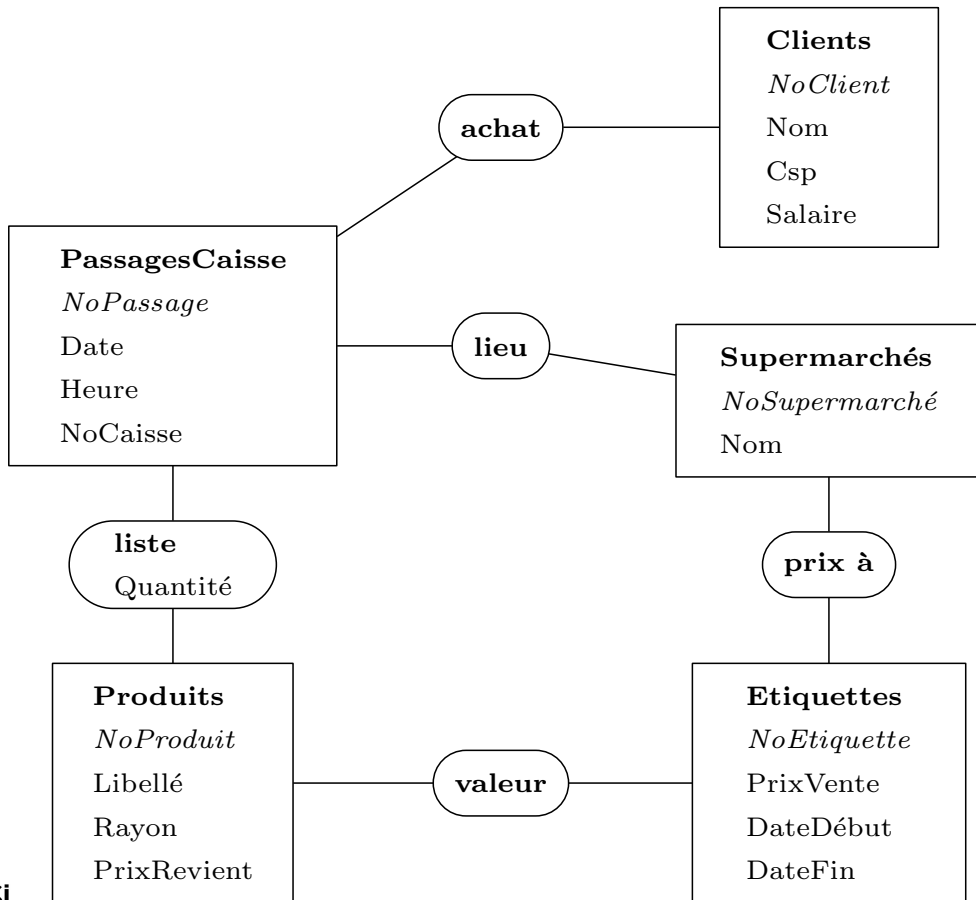 Clients
NoClient
Nom
Csp
Salaire
achat
PassagesCaisse
NoPassage
Date
Heure
NoCaisse
lieu
Supermarchés
NoSupermarché
Nom
liste
Quantité
prix à
Produits
NoProduit
Libellé
Rayon
PrixRevient
valeur
Etiquettes
NoEtiquette
PrixVente
DateDébut
DateFin